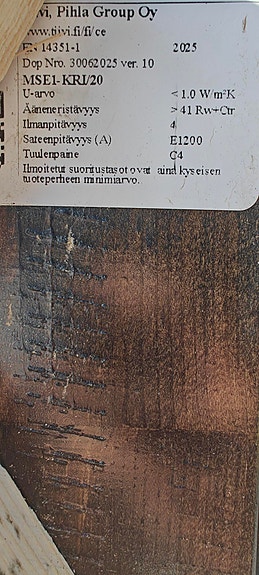 vi, Pihla Group Oy
www.tiivi.fi/fi/ce
EN 14351-1 2025
Dop Nro. 30062025 ver. 10
MSE1-KRI/20
U-arvo < 1.0 W/m²K
Ääneneristävyys > 41 Rw+Ctr
Ilmanpitävyys 4
Sateenpitävyys (A) E1200
Tuulenpaine C4
Ilmoitetut suoritustasot ovat aina kyseisen
tuoteperheen minimiarvo.